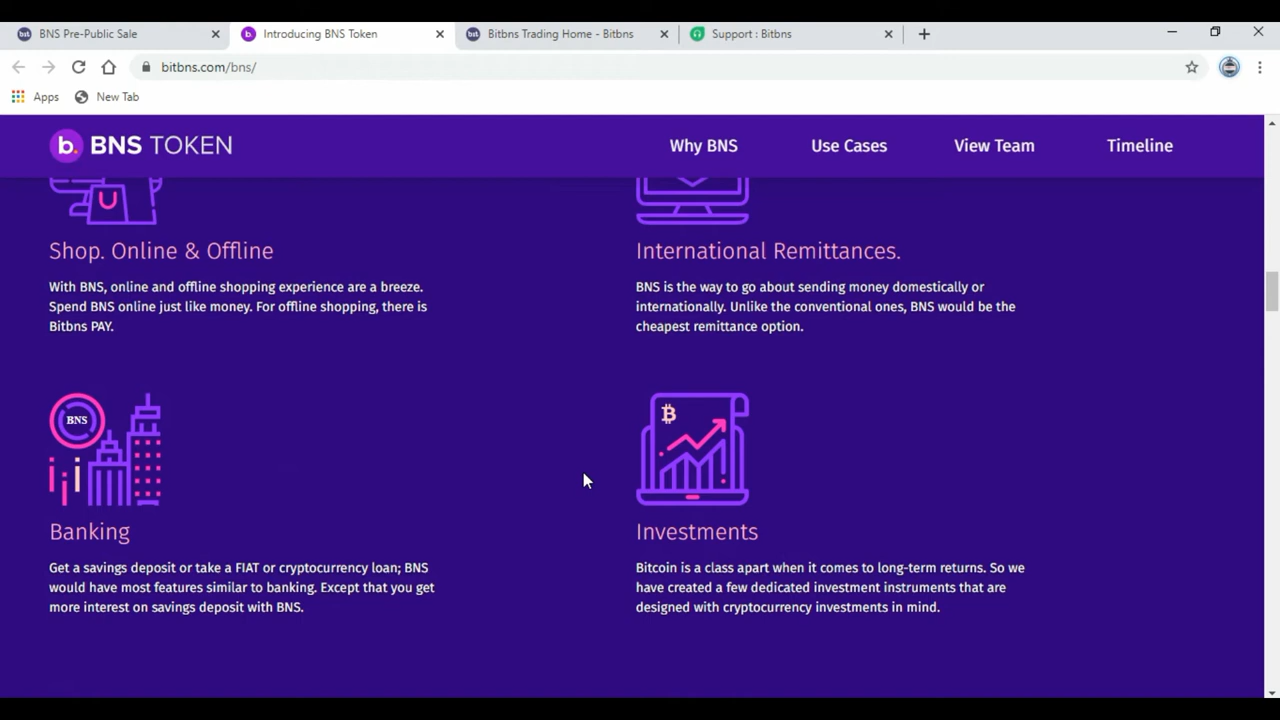 BNS Pre-Public Sale
Introducing BNS Token
Bitbns Trading Home - Bitbns
Support : Bitbns
bitbns.com/bns/
Apps
New Tab
b. BNS TOKEN
Why BNS
Use Cases
View Team
Timeline
Shop. Online & Offline
With BNS, online and offline shopping experience are a breeze.
Spend BNS online just like money. For offline shopping, there is
Bitbns PAY.
International Remittances.
BNS is the way to go about sending money domestically or
internationally. Unlike the conventional ones, BNS would be the
cheapest remittance option.
BNS
Banking
Get a savings deposit or take a FIAT or cryptocurrency loan; BNS
would have most features similar to banking. Except that you get
more interest on savings deposit with BNS.
Investments
Bitcoin is a class apart when it comes to long-term returns. So we
have created a few dedicated investment instruments that are
designed with cryptocurrency investments in mind.